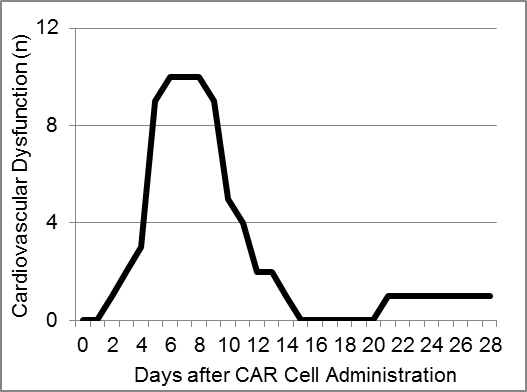 Cardiovascular Dysfunction (n)
12
8
4
0
0 2 4 6 8 10 12 14 16 18 20 22 24 26 28
Days after CAR Cell Administration